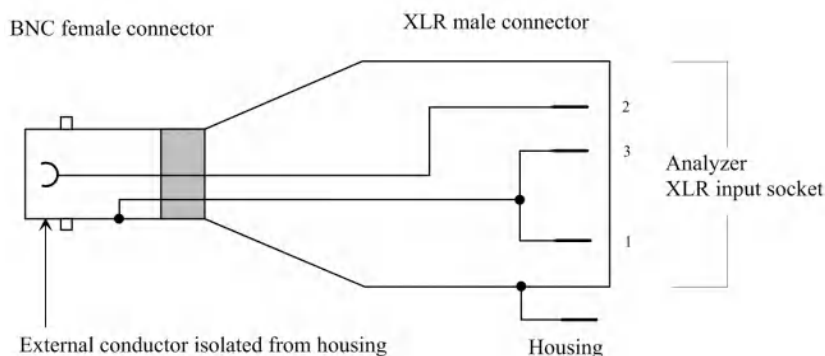 BNC female connector
XLR male connector
2
3
Analyzer
XLR input socket
1
External conductor isolated from housing
Housing